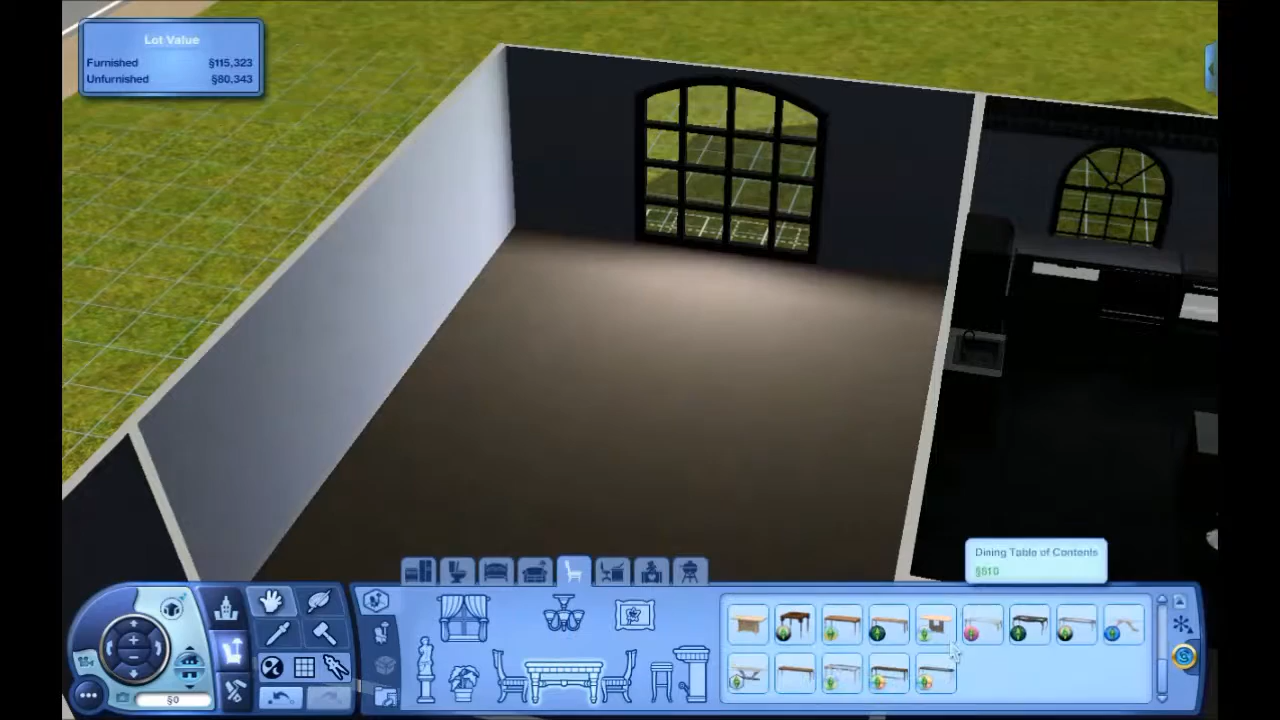 Lot Value
Furnished §115,323
Unfurnished §80,343
Dining Table of Contents
§810
§0